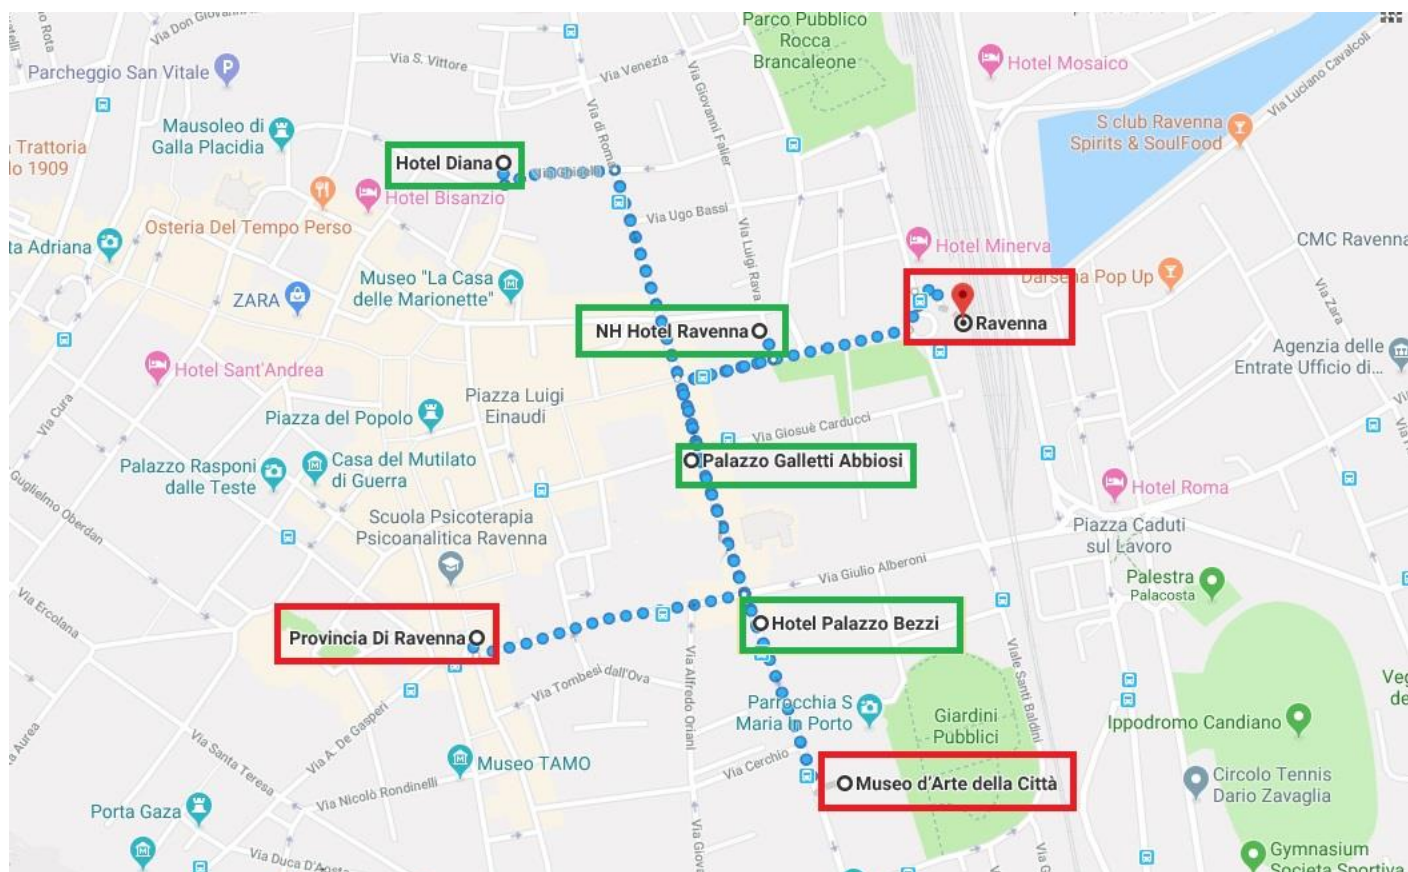 Via Don Giovanni
Parco Pubblico
Rocca
Brancaleone
Via S. Vittore
Via Venezia
Parcheggio San Vitale
P
Hotel Mosaico
Via Luciano Cavalcoli
Via di Roma
Via Giovanni Falier
Mausoleo di
Galla Placidia
S club Ravenna
Spirits & SoulFood
Trattoria
lo 1909
Hotel Diana
Hotel Bisanzio
Via Ugo Bassi
Via Luigi Rava
Osteria Del Tempo Perso
ta Adriana
Hotel Minerva
CMC Ravenna
Museo "La Casa
delle Marionette"
Darsena Pop Up
Via Zara
ZARA
NH Hotel Ravenna
Ravenna
Agenzia delle
Entrate Ufficio di...
Hotel Sant'Andrea
Piazza Luigi
Einaudi
Via Cura
Piazza del Popolo
Via Giosuè Carducci
Palazzo Rasponi
dalle Teste
Casa del Mutilato
di Guerra
Palazzo Galletti Abbiosi
Hotel Roma
Guglielmo Oberdan
Scuola Psicoterapia
Psicoanalitica Ravenna
Piazza Caduti
sul Lavoro
Via Giulio Alberoni
Palestra
Palacosta
Via Ercolana
Provincia Di Ravenna
Hotel Palazzo Bezzi
Via Tombesi dall'Ova
Via Alfredo Oriani
Viale Santi Baldini
Parrocchia S
Maria In Porto
Giardini
Pubblici
Ippodromo Candiano
Via A. De Gasperi
Via Santa Teresa
Museo TAMO
Via Cerchio
Museo d'Arte della Città
Circolo Tennis
Dario Zavaglia
Via Nicolò Rondinelli
Porta Gaza
Via Duca D'Aosta
Gymnasium
Societa Sportiva